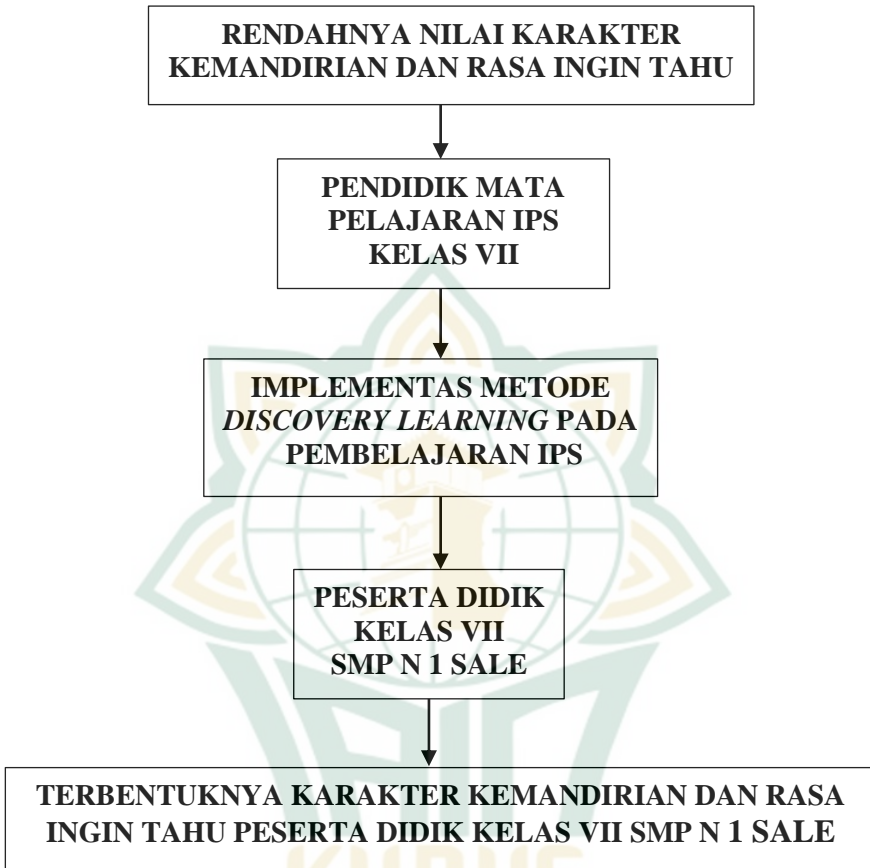 RENDAHNYA NILAI KARAKTER
KEMANDIRIAN DAN RASA INGIN TAHU
PENDIDIK MATA
PELAJARAN IPS
KELAS VII
IMPLEMENTAS METODE
DISCOVERY LEARNING PADA
PEMBELAJARAN IPS
PESERTA DIDIK
KELAS VII
SMP N 1 SALE
TERBENTUKNYA KARAKTER KEMANDIRIAN DAN RASA
INGIN TAHU PESERTA DIDIK KELAS VII SMP N 1 SALE
KUDUS